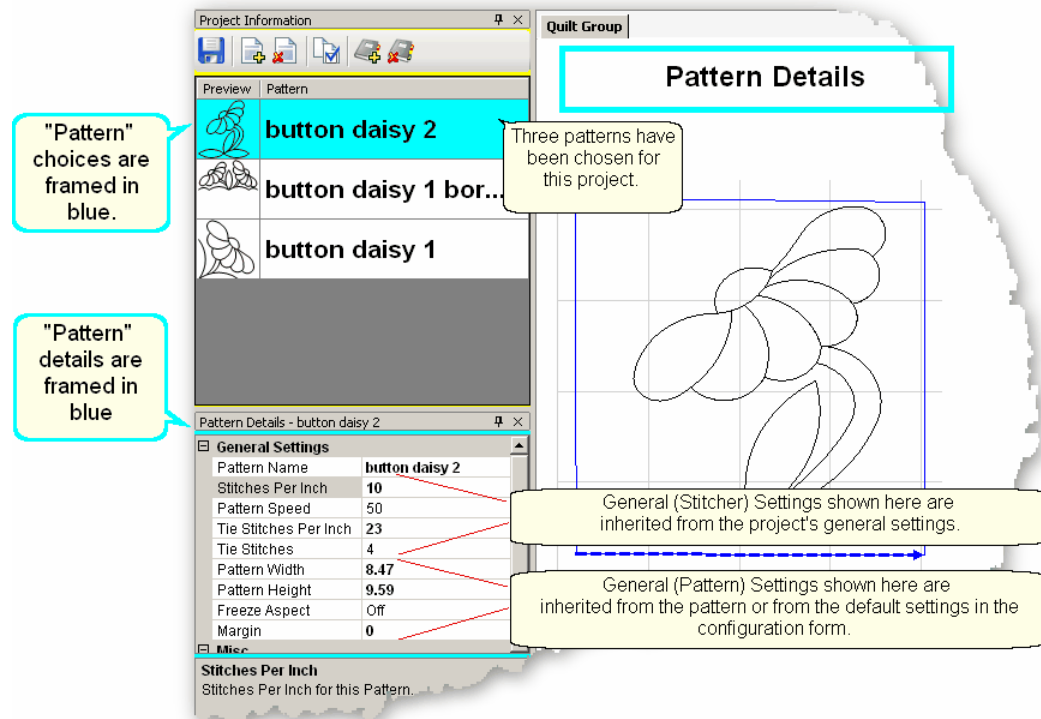 Project Information
Quilt Group
Pattern Details
Preview Pattern
button daisy 2
button daisy 1 bor...
button daisy 1
"Pattern"
choices are
framed in
blue.
Three patterns have
been chosen for
this project.
"Pattern"
details are
framed in
blue
Pattern Details - button daisy 2
General Settings
Pattern Name button daisy 2
Stitches Per Inch 10
Pattern Speed 50
Tie Stitches Per Inch 23
Tie Stitches 4
Pattern Width 8.47
Pattern Height 9.59
Freeze Aspect Off
Margin 0
Misc
General (Stitcher) Settings shown here are
inherited from the project's general settings.
General (Pattern) Settings shown here are
inherited from the pattern or from the default settings in the
configuration form.
Stitches Per Inch
Stitches Per Inch for this Pattern.